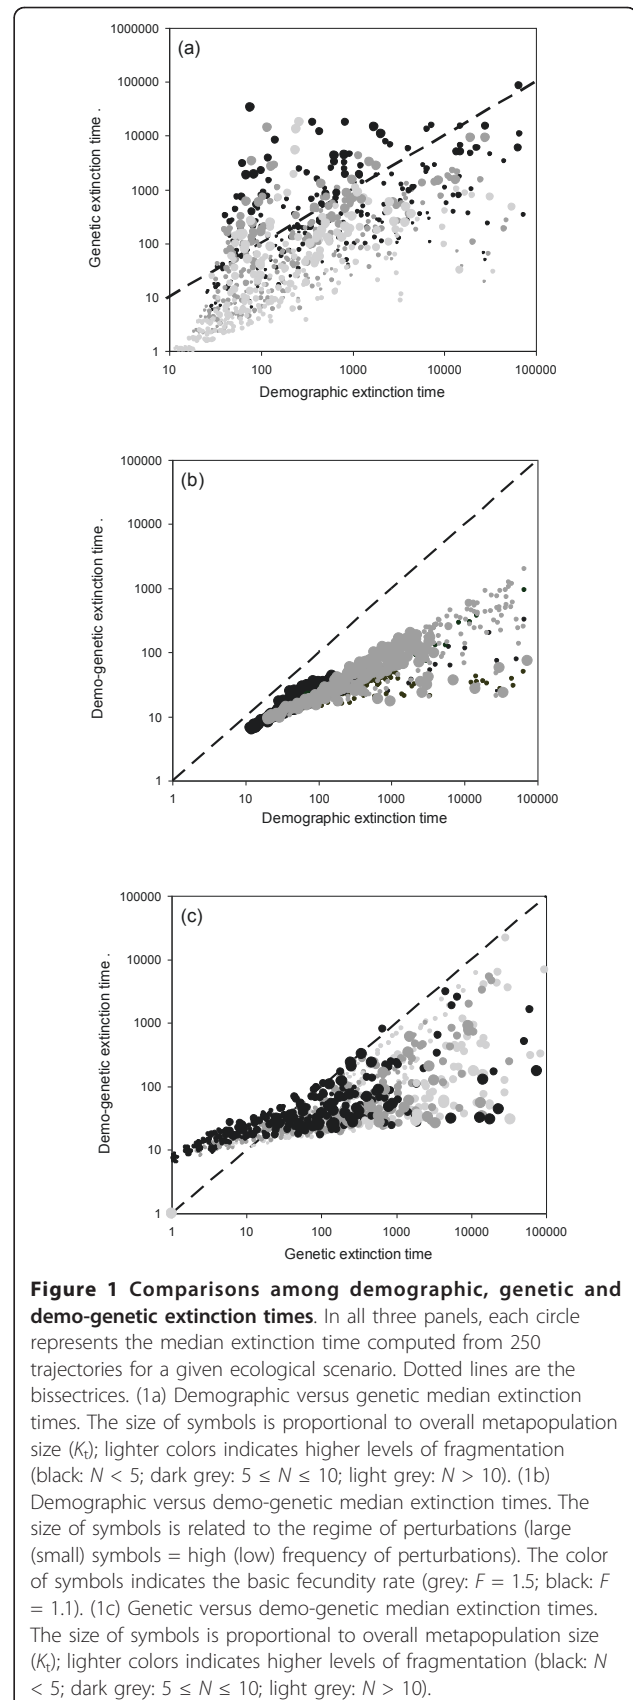 (a)
1000000
100000
10000
1000
100
10
1
10 100 1000 10000 100000
Genetic extinction time .
Demographic extinction time
(b)
100000
10000
1000
100
10
1
1 10 100 1000 10000 100000
Demo-genetic extinction time .
Demographic extinction time
(c)
100000
10000
1000
100
10
1
1 10 100 1000 10000 100000
Demo-genetic extinction time .
Genetic extinction time
Figure 1 Comparisons among demographic, genetic and
demo-genetic extinction times. In all three panels, each circle
represents the median extinction time computed from 250
trajectories for a given ecological scenario. Dotted lines are the
bissectrices. (1a) Demographic versus genetic median extinction
times. The size of symbols is proportional to overall metapopulation
size (Kt); lighter colors indicates higher levels of fragmentation
(black: N < 5; dark grey: 5 ≤ N ≤ 10; light grey: N > 10). (1b)
Demographic versus demo-genetic median extinction times. The
size of symbols is related to the regime of perturbations (large
(small) symbols = high (low) frequency of perturbations). The color
of symbols indicates the basic fecundity rate (grey: F = 1.5; black: F
= 1.1). (1c) Genetic versus demo-genetic median extinction times.
The size of symbols is proportional to overall metapopulation size
(Kt); lighter colors indicates higher levels of fragmentation (black: N
< 5; dark grey: 5 ≤ N ≤ 10; light grey: N > 10).